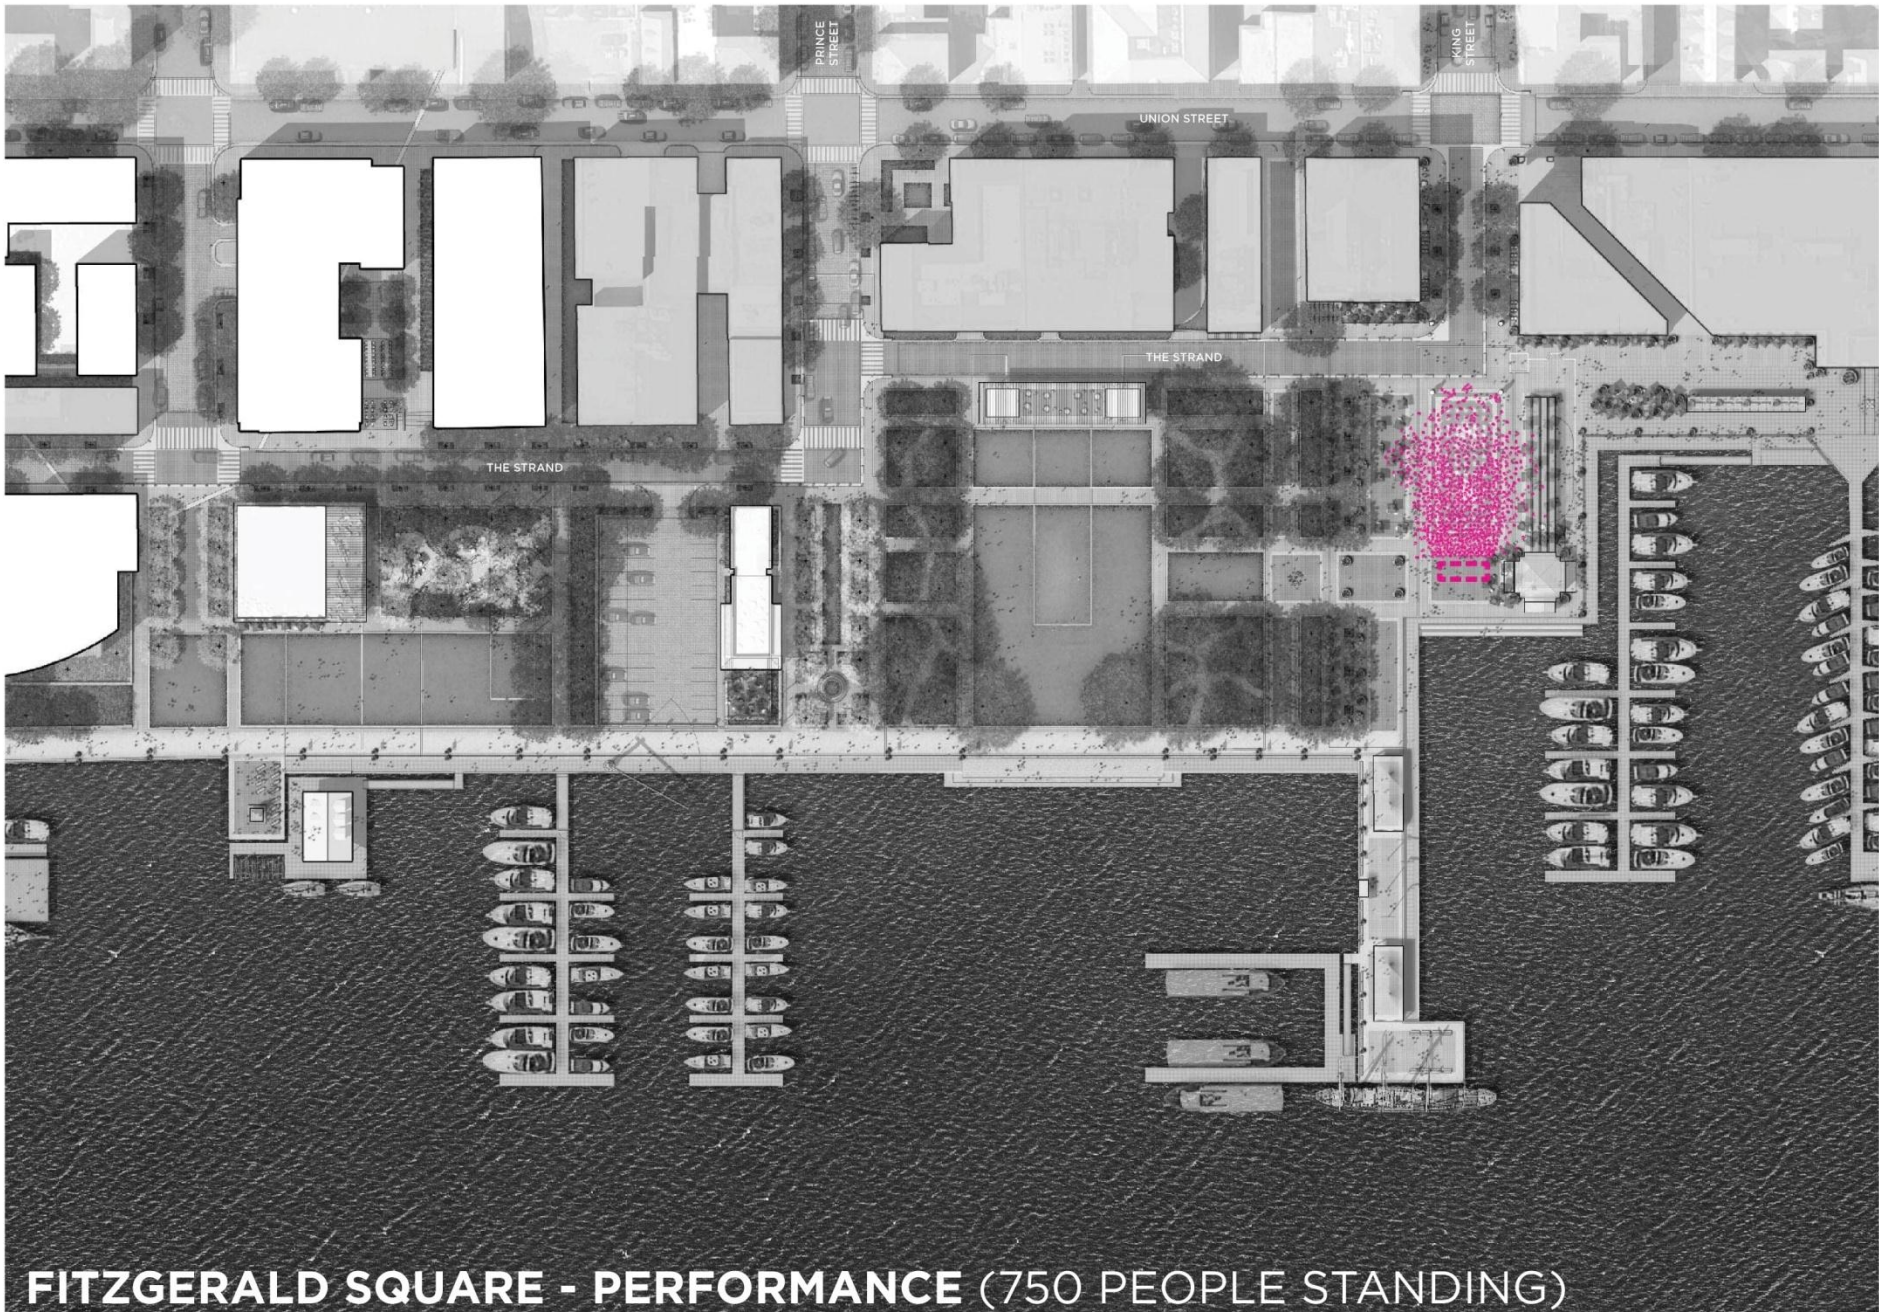 PRINCE
STREET
KING
STREET
UNION STREET
THE STRAND
THE STRAND
FITZGERALD SQUARE - PERFORMANCE (750 PEOPLE STANDING)